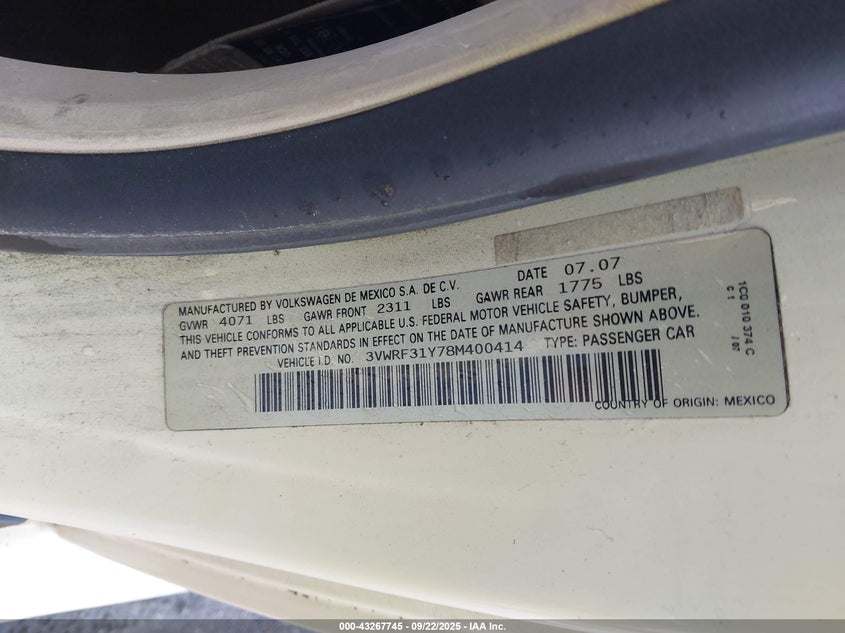 MANUFACTURED BY VOLKSWAGEN DE MEXICO S.A. DE C.V. DATE 07.07
GVWR 4071 LBS GAWR FRONT 2311 LBS GAWR REAR 1775 LBS
THIS VEHICLE CONFORMS TO ALL APPLICABLE U.S. FEDERAL MOTOR VEHICLE SAFETY, BUMPER,
AND THEFT PREVENTION STANDARDS IN EFFECT ON THE DATE OF MANUFACTURE SHOWN ABOVE.
VEHICLE I.D. NO. 3VWRF31Y78M400414 TYPE: PASSENGER CAR
COUNTRY OF ORIGIN: MEXICO
1C0 010 374 C
C 1 / 07
000-43267745 - 09/22/2025 - IAA Inc.